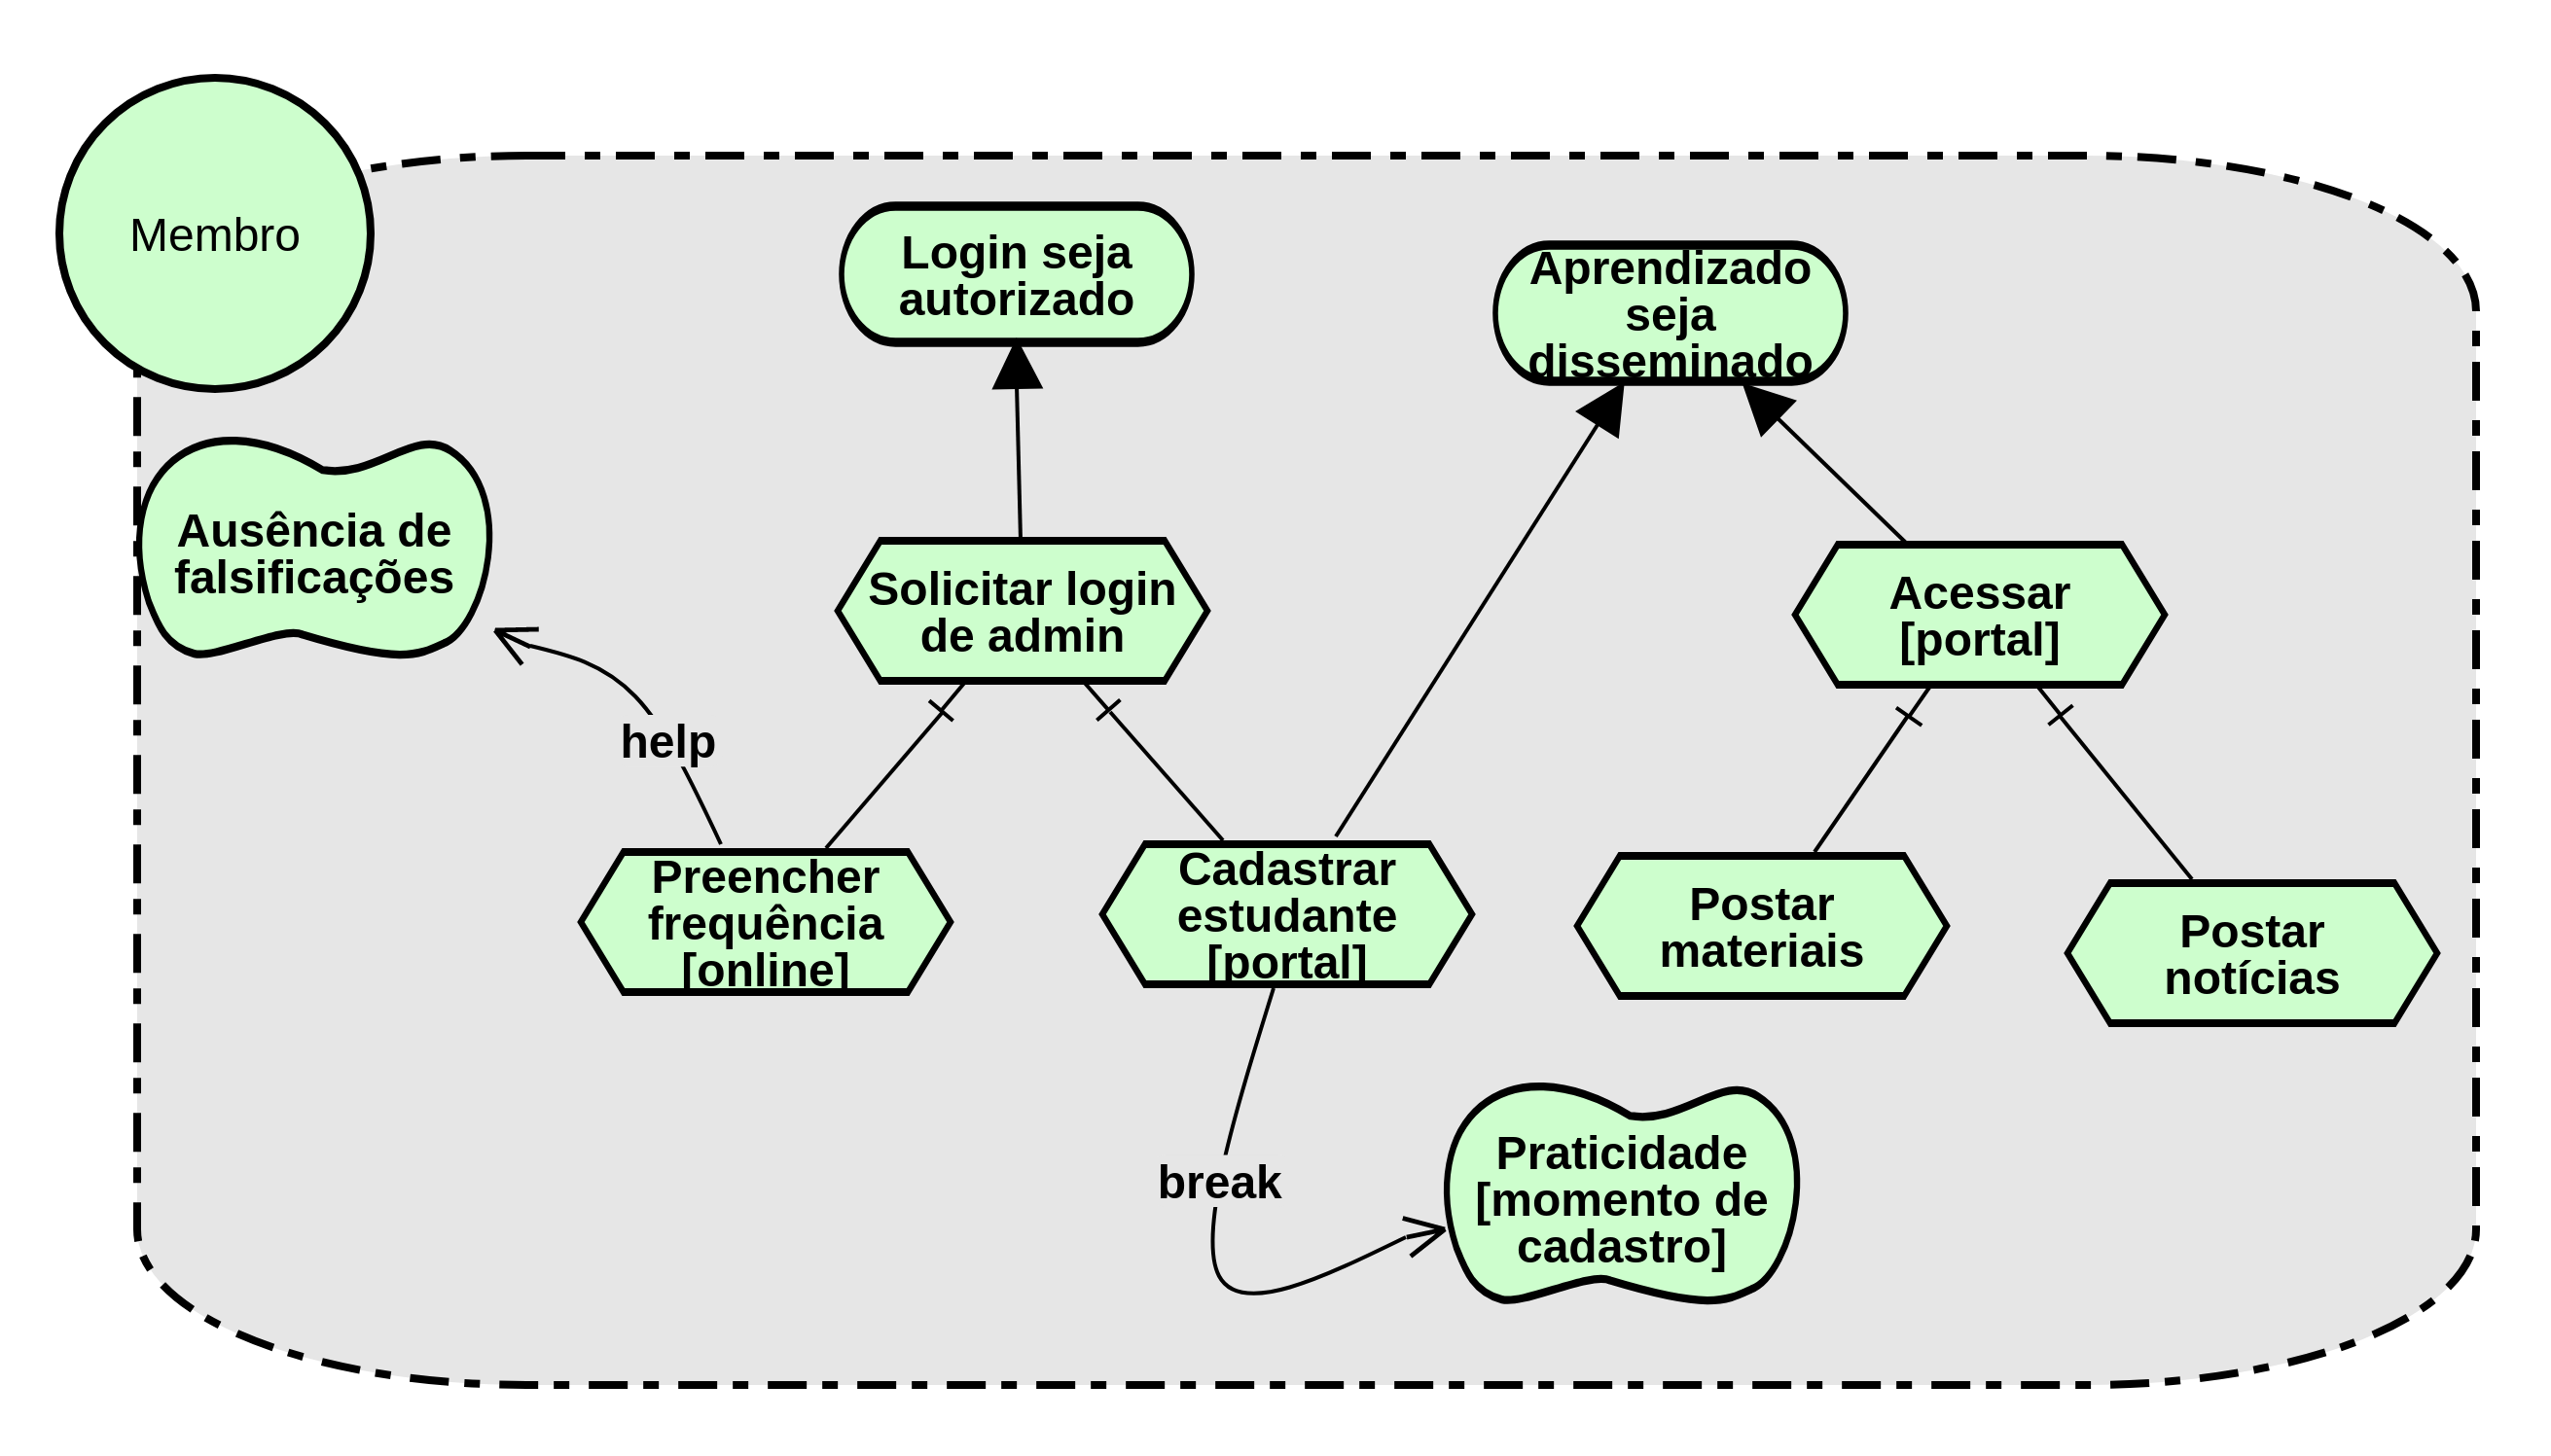 Membro
Login seja
autorizado
Aprendizado
seja
disseminado
Ausência de
falsificações
Solicitar login
de admin
Acessar
[portal]
help
Preencher
frequência
[online]
Cadastrar
estudante
[portal]
Postar
materiais
Postar
notícias
break
Praticidade
[momento de
cadastro]